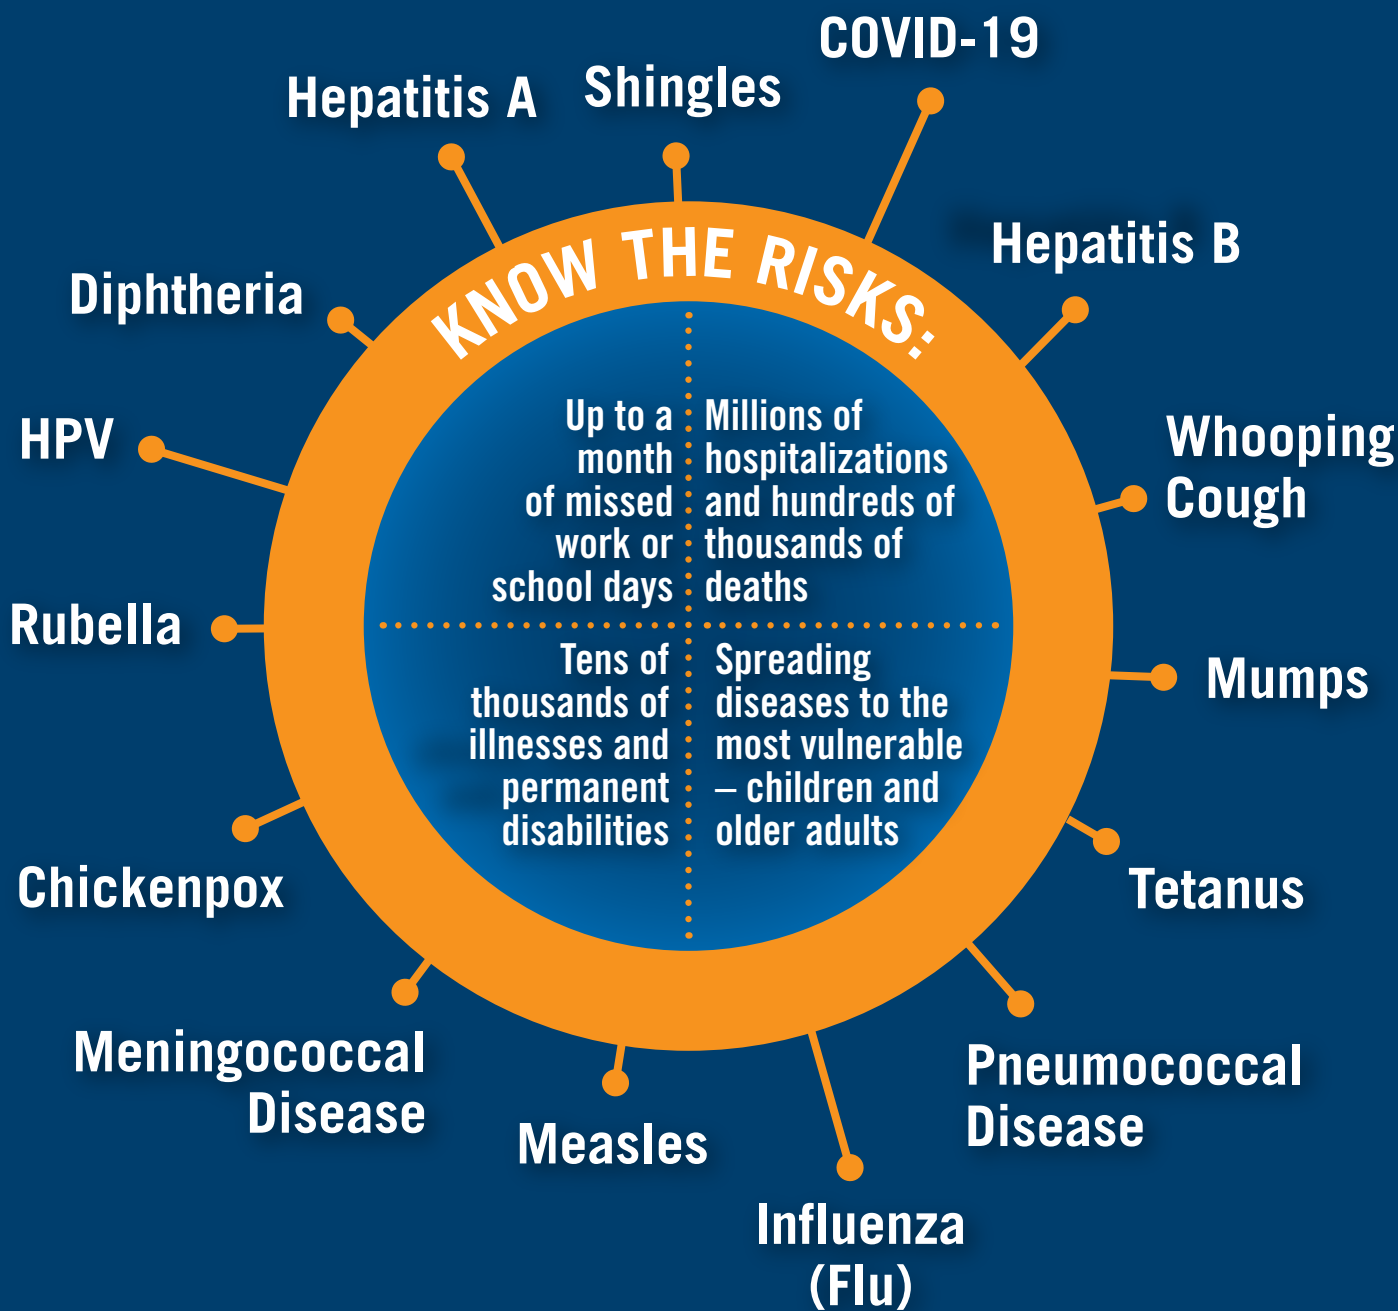 COVID-19
Shingles
Hepatitis A
Hepatitis B
Diphtheria
KNOW THE RISKS:
HPV
Whooping
Cough
Up to a
month
of missed
work or
school days
Millions of
hospitalizations
and hundreds of
thousands of
deaths
Rubella
Mumps
Tens of
thousands of
illnesses and
permanent
disabilities
Spreading
diseases to the
most vulnerable
– children and
older adults
Chickenpox
Tetanus
Meningococcal
Disease
Measles
Pneumococcal
Disease
Influenza
(Flu)